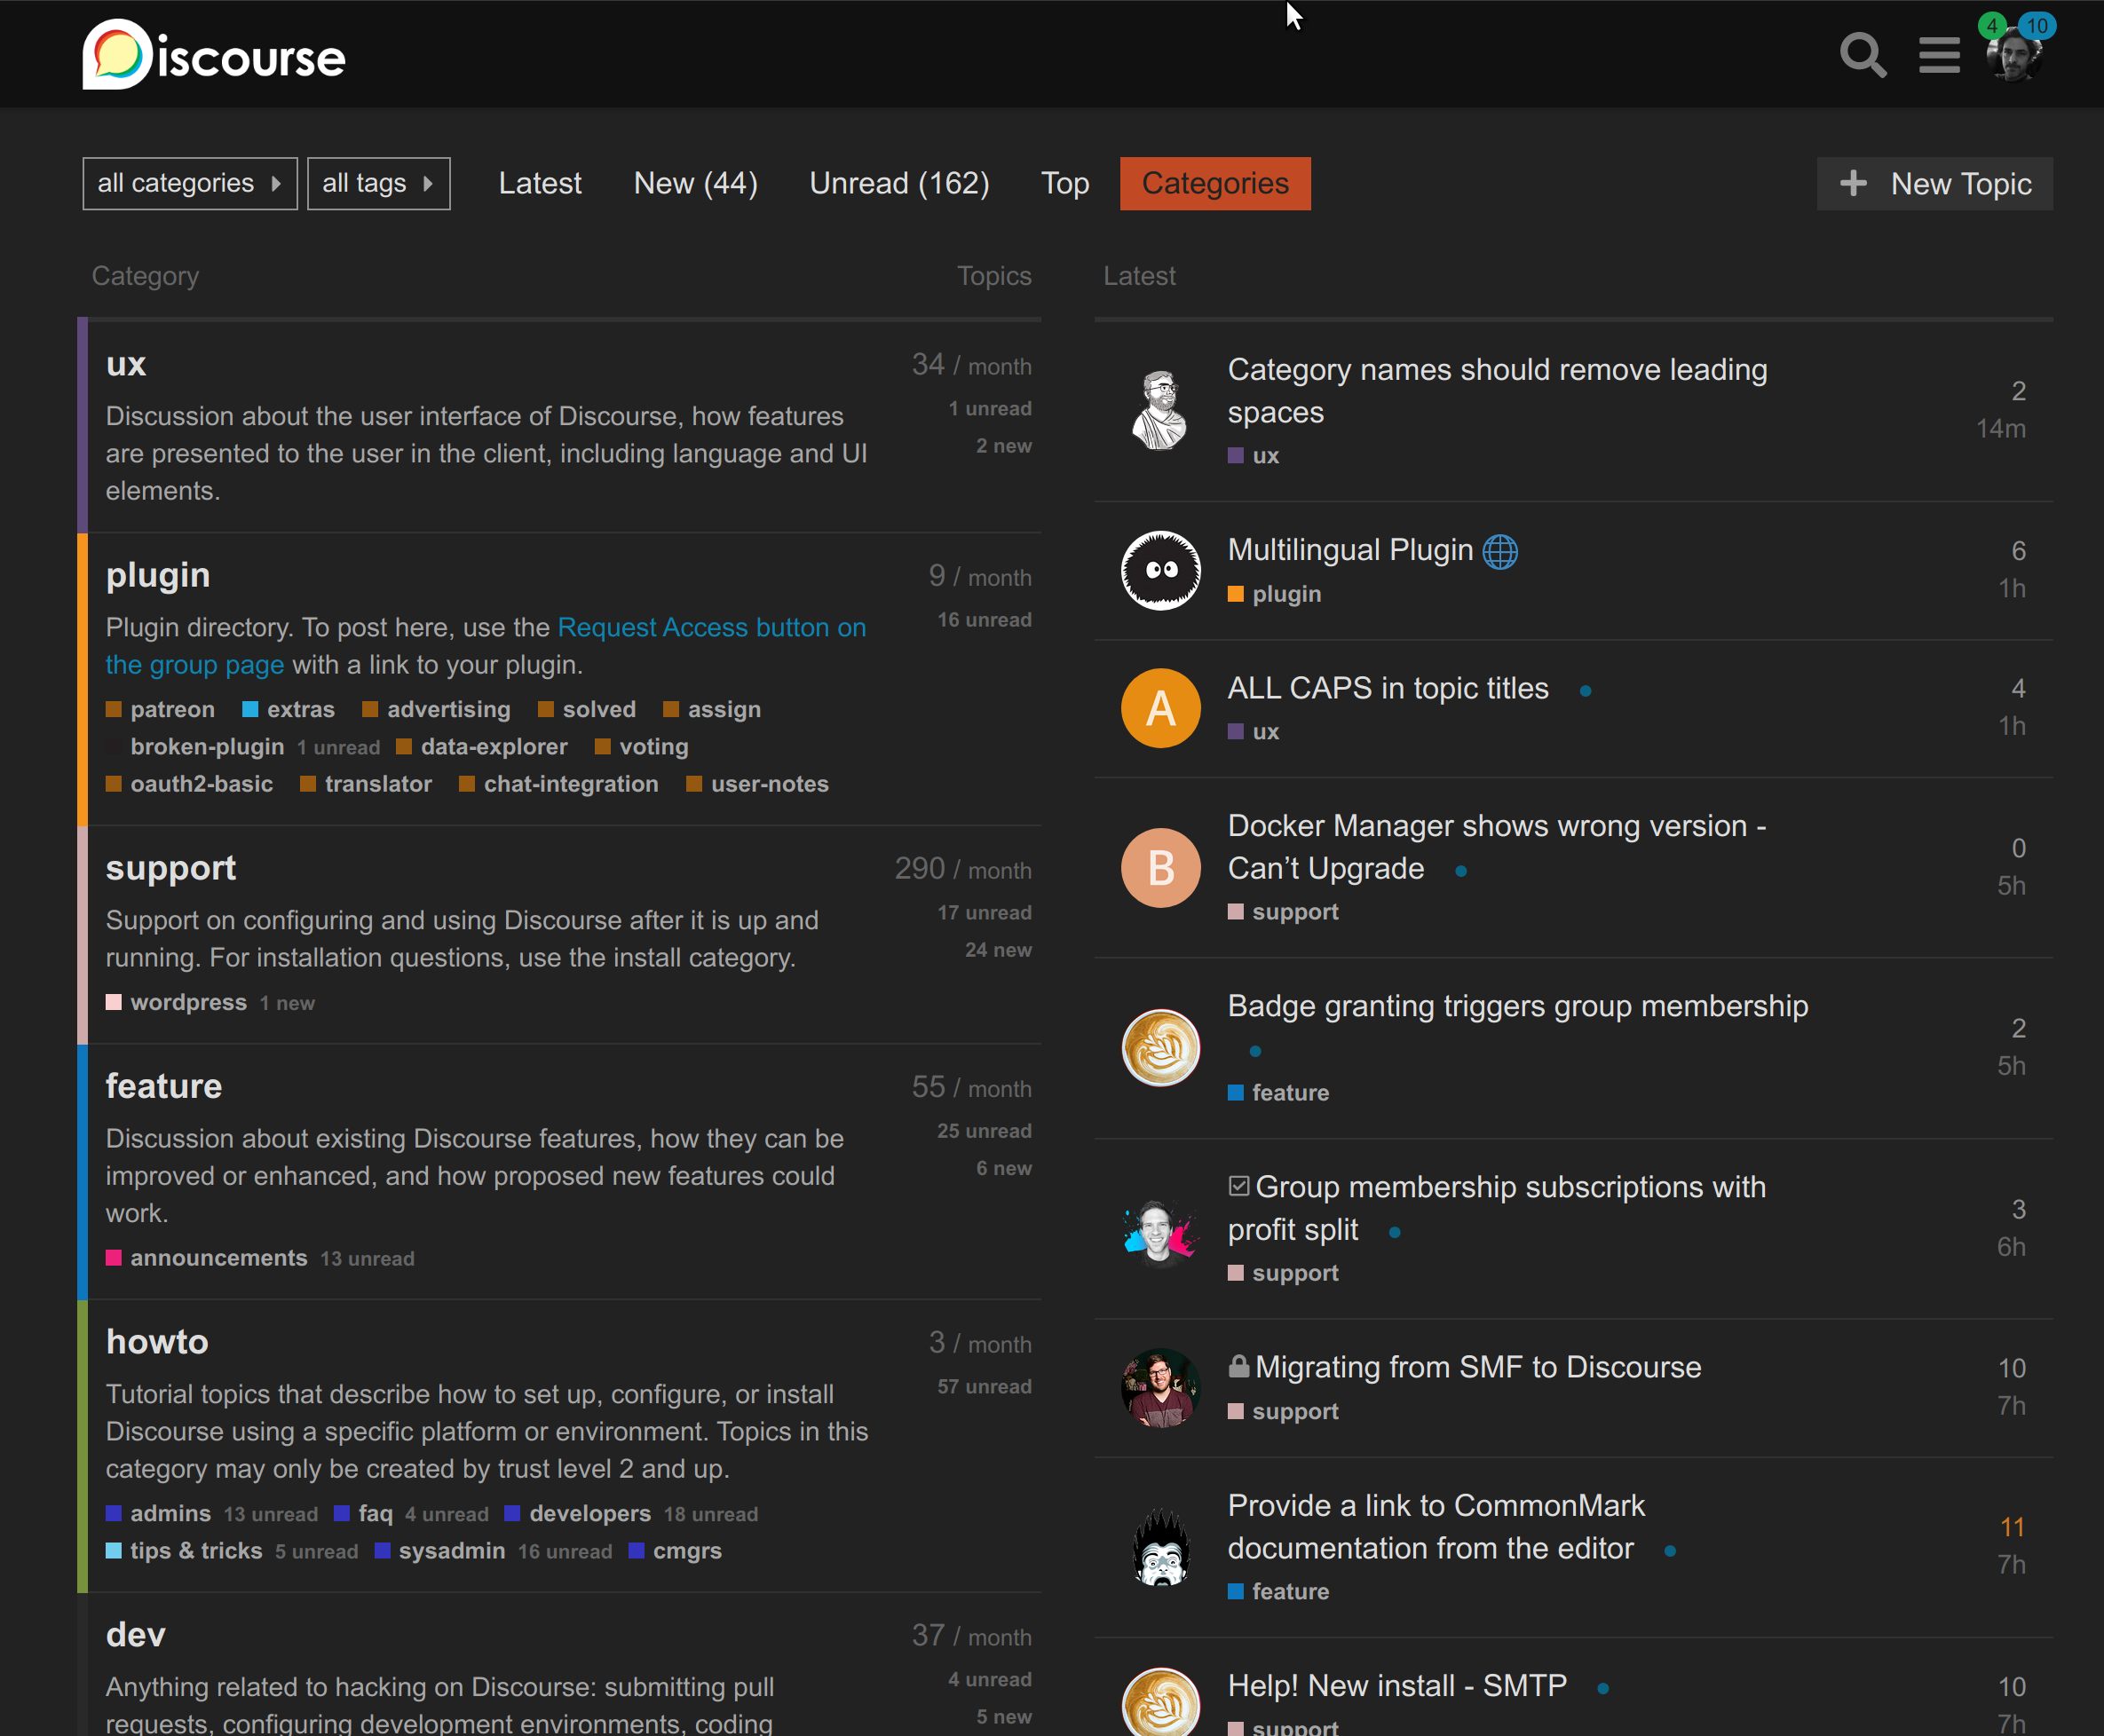 Discourse
4 10
all categories all tags Latest New (44) Unread (162) Top Categories + New Topic
Category Topics
ux 34 / month
Discussion about the user interface of Discourse, how features 1 unread
are presented to the user in the client, including language and UI 2 new
elements.
plugin 9 / month
Plugin directory. To post here, use the Request Access button on 16 unread
the group page with a link to your plugin.
patreon extras advertising solved assign
broken-plugin 1 unread data-explorer voting
oauth2-basic translator chat-integration user-notes
support 290 / month
Support on configuring and using Discourse after it is up and 17 unread
running. For installation questions, use the install category. 24 new
wordpress 1 new
feature 55 / month
Discussion about existing Discourse features, how they can be 25 unread
improved or enhanced, and how proposed new features could 6 new
work.
announcements 13 unread
howto 3 / month
Tutorial topics that describe how to set up, configure, or install 57 unread
Discourse using a specific platform or environment. Topics in this
category may only be created by trust level 2 and up.
admins 13 unread faq 4 unread developers 18 unread
tips & tricks 5 unread sysadmin 16 unread cmgrs
dev 37 / month
Anything related to hacking on Discourse: submitting pull 4 unread
requests, configuring development environments, coding 5 new
Latest
Category names should remove leading 2
spaces 14m
ux
Multilingual Plugin 6
plugin 1h
A
ALL CAPS in topic titles 4
ux 1h
Docker Manager shows wrong version - 0
B
Can’t Upgrade 5h
support
Badge granting triggers group membership 2
5h
feature
Group membership subscriptions with 3
profit split 6h
support
Migrating from SMF to Discourse 10
support 7h
Provide a link to CommonMark 11
documentation from the editor 7h
feature
Help! New install - SMTP 10
support 7h